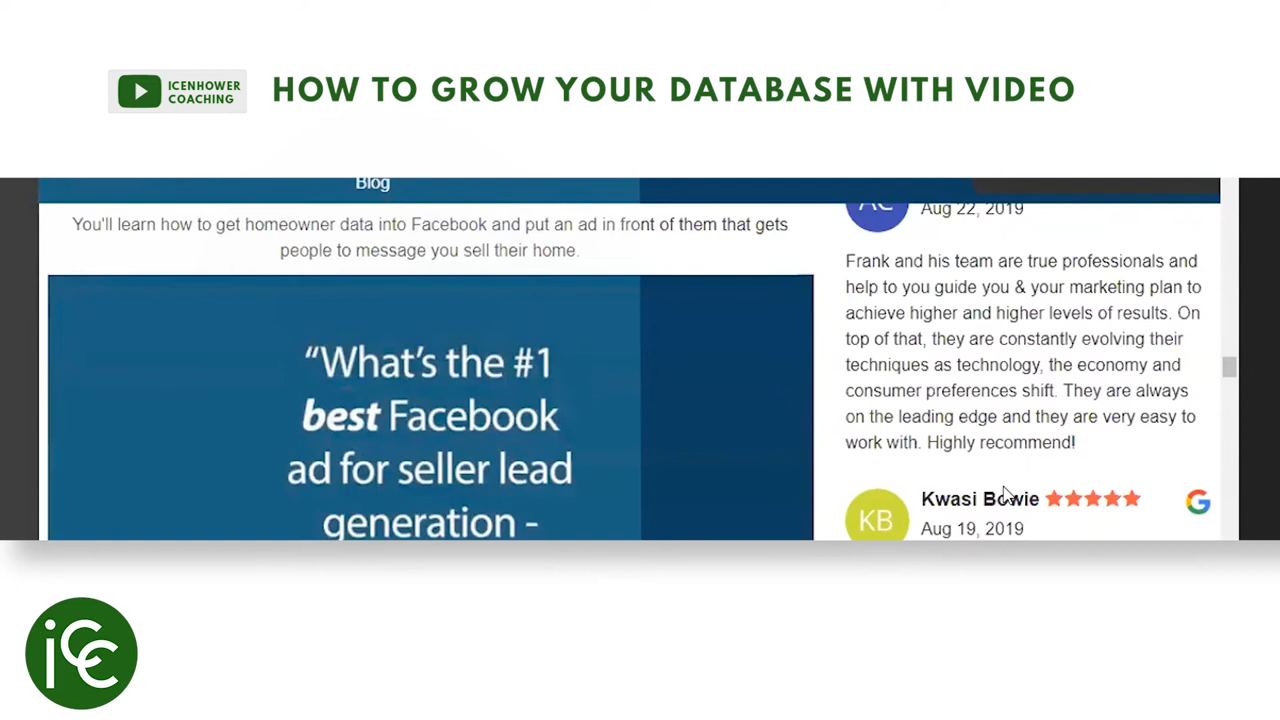 ICENHOWER
COACHING
HOW TO GROW YOUR DATABASE WITH VIDEO
Blog
You'll learn how to get homeowner data into Facebook and put an ad in front of them that gets
people to message you sell their home.
"What's the #1
best Facebook
ad for seller lead
generation -
AC
Aug 22, 2019
Frank and his team are true professionals and
help to you guide you & your marketing plan to
achieve higher and higher levels of results. On
top of that, they are constantly evolving their
techniques as technology, the economy and
consumer preferences shift. They are always
on the leading edge and they are very easy to
work with. Highly recommend!
KB
Kwasi Bowie
Aug 19, 2019
G
iCC